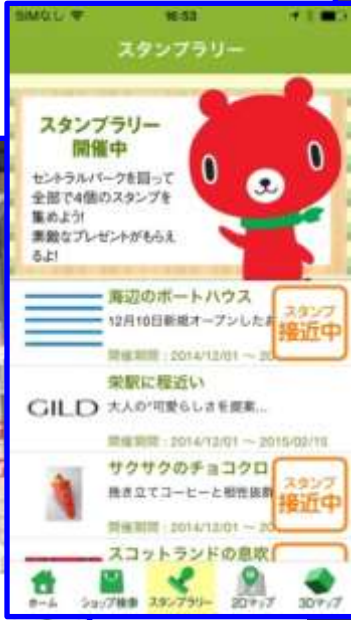 SIMなし 16:53
スタンプラリー
スタンプラリー
開催中
セントラルパークを回って
全部で4個のスタンプを
集めよう!
素敵なプレゼントがもらえ
るよ!
海辺のボートハウス
12月10日新規オープンしたお
開催期間:2014/12/01 ~ 20
スタンプ
接近中
栄駅に程近い
GILD
大人の"可愛らしさを提案...
開催期間:2014/12/01 ~ 2015/02/15
サクサクのチョコクロ
挽き立てコーヒーと相性抜群
開催期間:2014/12/01 ~ 20
スタンプ
接近中
スコットランドの息吹
ホーム ショップ検索 スタンプラリー 2Dマップ 3Dマップ